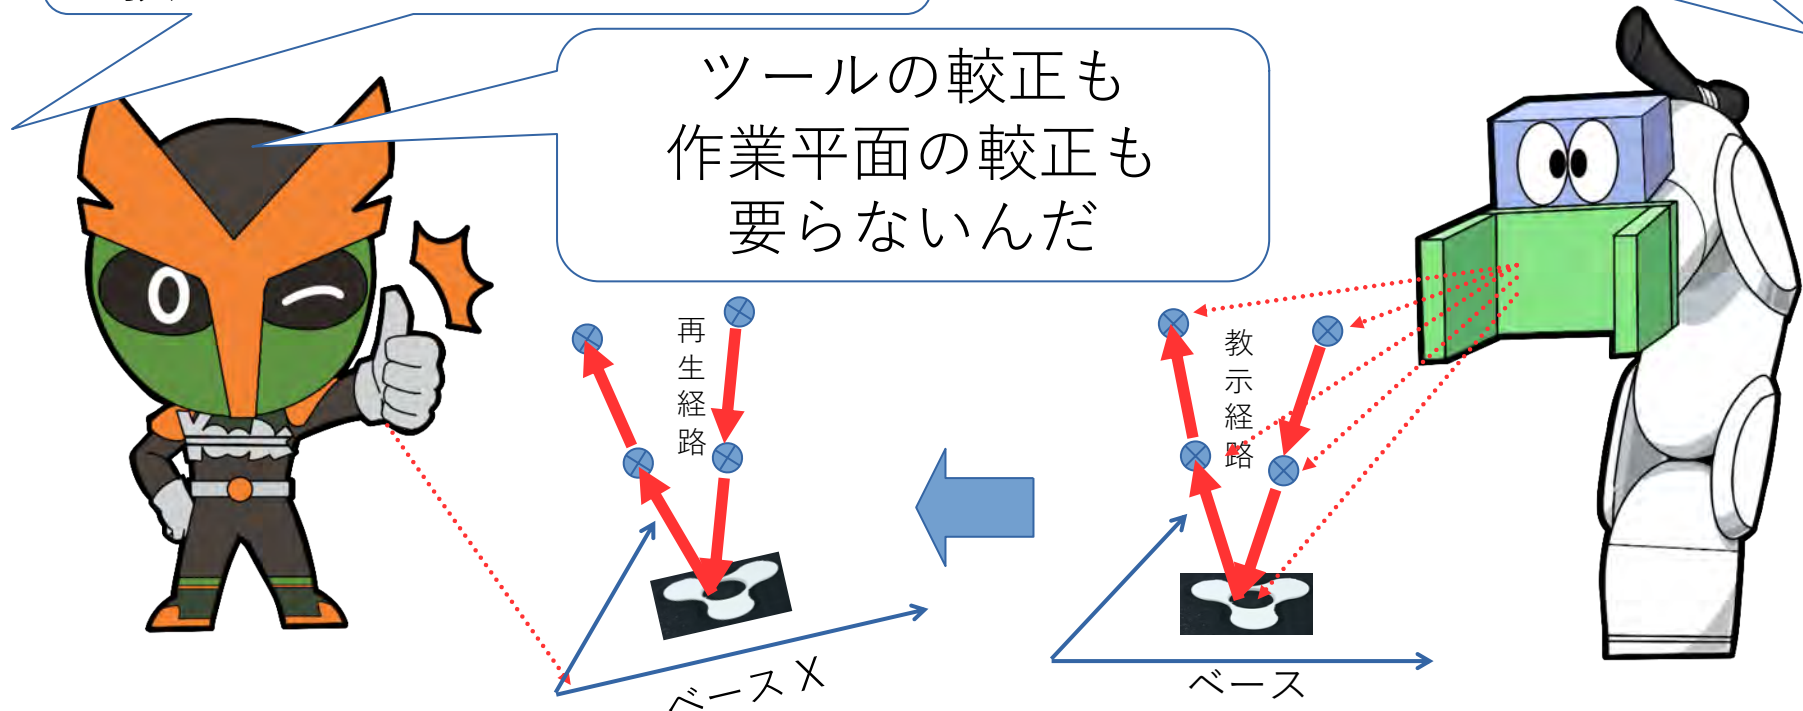 ツールの較正も
作業平面の較正も
要らないんだ
再生経路
教示経路
ベース X
ベース